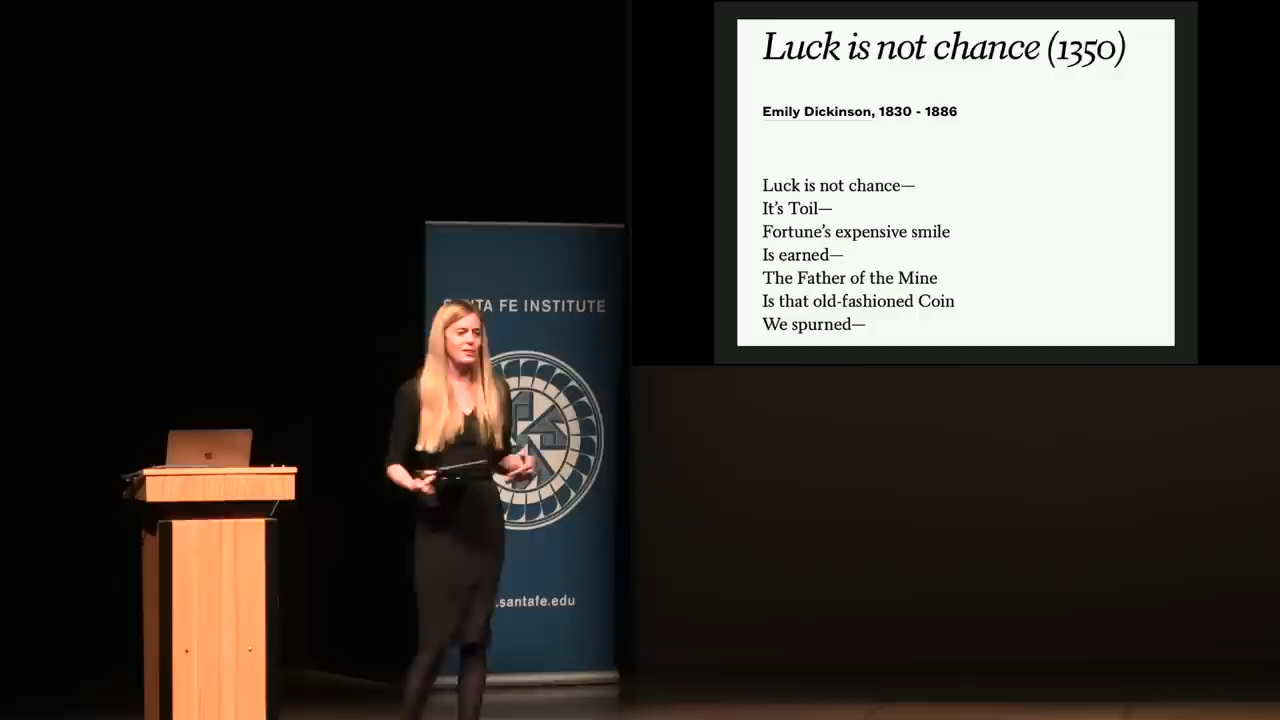 Luck is not chance (1350)
Emily Dickinson, 1830 - 1886
Luck is not chance—
It's Toil—
Fortune's expensive smile
Is earned—
The Father of the Mine
Is that old-fashioned Coin
We spurned—
SANTA FE INSTITUTE
.santafe.edu